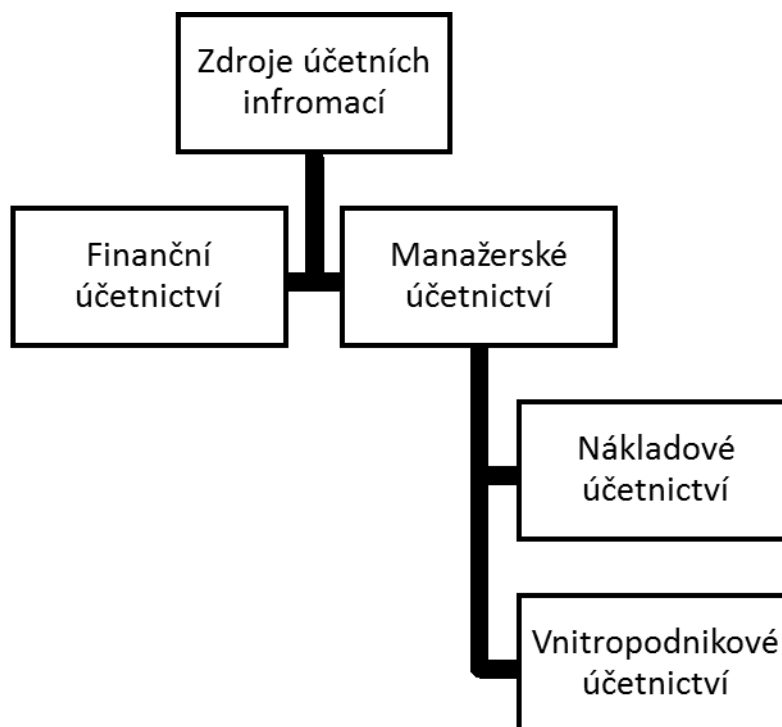 Zdroje účetních
infromací
Finanční
účetnictví
Manažerské
účetnictví
Nákladové
účetnictví
Vnitropodnikové
účetnictví